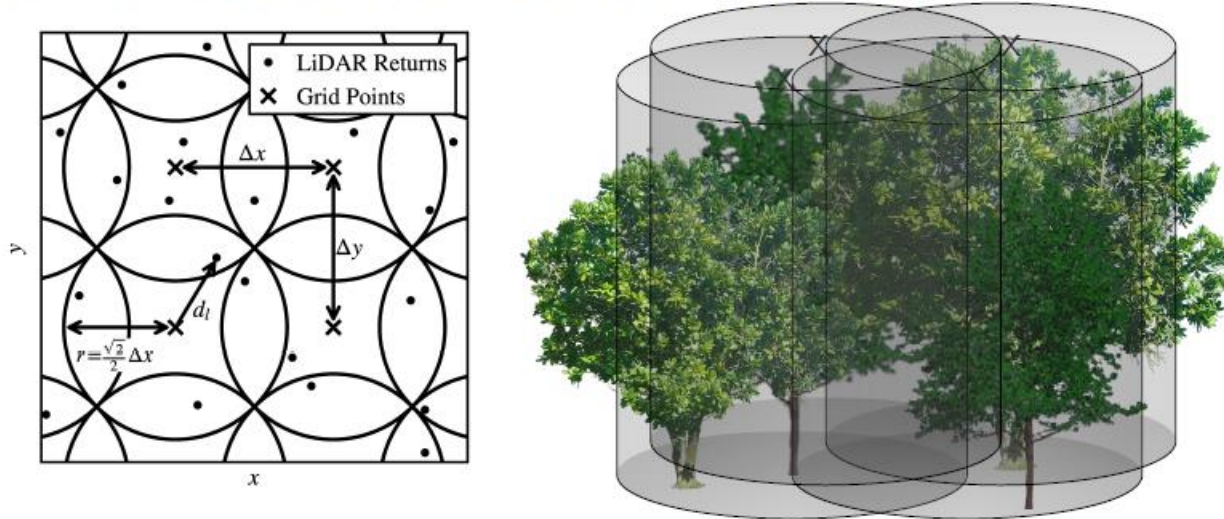 LiDAR Returns
Grid Points
Δx
Δy
d_l
r=√2/2 Δx
y
x